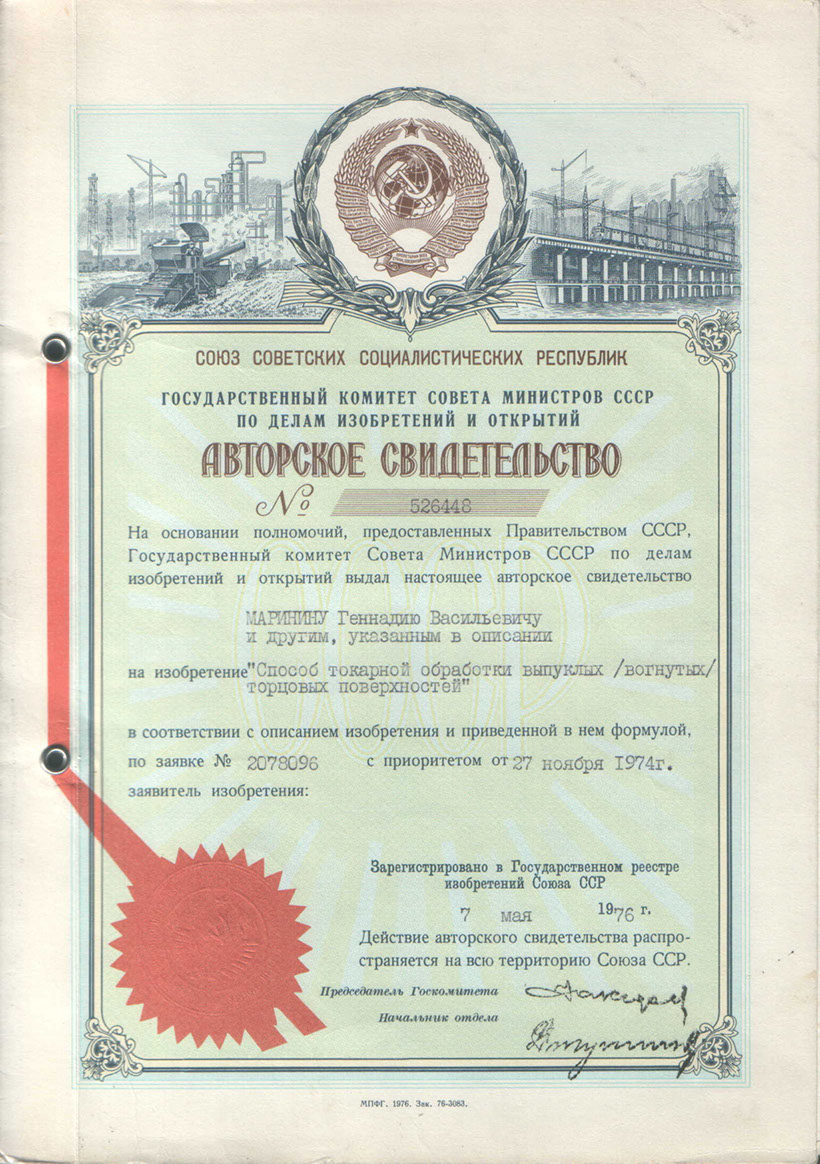 СОЮЗ СОВЕТСКИХ СОЦИАЛИСТИЧЕСКИХ РЕСПУБЛИК
ГОСУДАРСТВЕННЫЙ КОМИТЕТ СОВЕТА МИНИСТРОВ СССР
ПО ДЕЛАМ ИЗОБРЕТЕНИЙ И ОТКРЫТИЙ
АВТОРСКОЕ СВИДЕТЕЛЬСТВО
№ 526448
На основании полномочий, предоставленных Правительством СССР,
Государственный комитет Совета Министров СССР по делам
изобретений и открытий выдал настоящее авторское свидетельство
МАРИНИНУ Геннадию Васильевичу
и другим, указанным в описании
на изобретение "Способ токарной обработки выпуклых /вогнутых/
торцовых поверхностей"
в соответствии с описанием изобретения и приведенной в нем формулой,
по заявке № 2078096 с приоритетом от 27 ноября 1974г.
заявитель изобретения:
Зарегистрировано в Государственном реестре
изобретений Союза ССР
7 мая 1976 г.
Действие авторского свидетельства распро-
страняется на всю территорию Союза ССР.
Председатель Госкомитета
Начальник отдела
МПФГ. 1976. Зак. 76-3083.